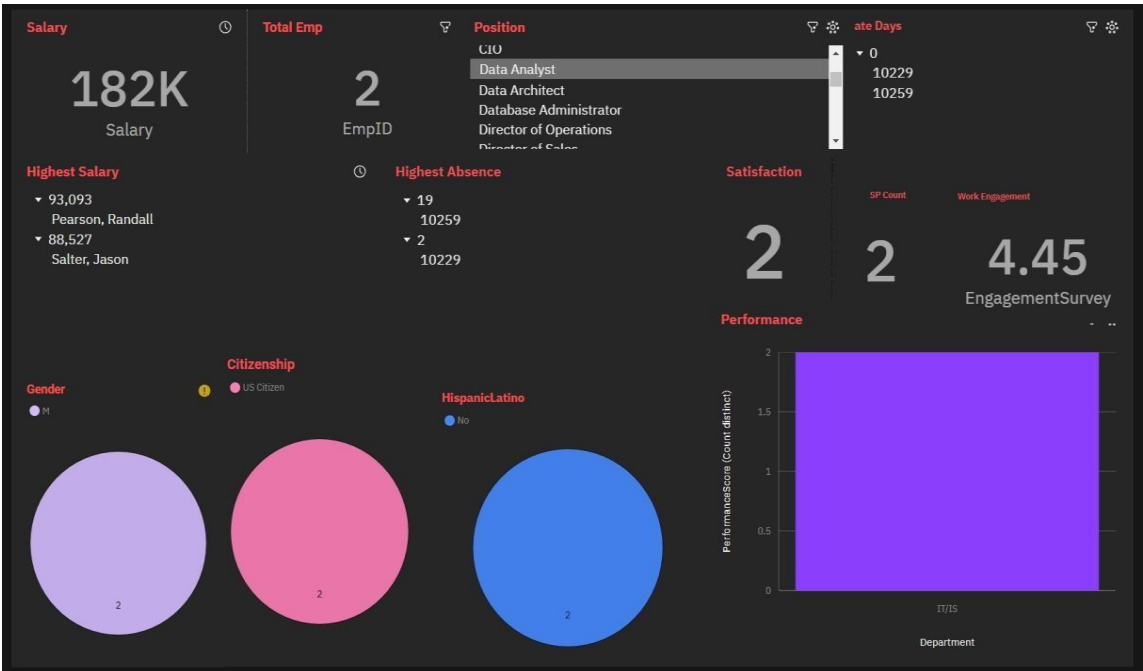 Salary
182K
Salary
Total Emp
2
EmpID
Position
CIO
Data Analyst
Data Architect
Database Administrator
Director of Operations
Director of Sales
ate Days
0
10229
10259
Highest Salary
93,093
Pearson, Randall
88,527
Salter, Jason
Highest Absence
19
10259
2
10229
Satisfaction
2
SP Count
2
Work Engagement
4.45
EngagementSurvey
Gender
M
2
Citizenship
US Citizen
2
HispanicLatino
No
2
Performance
PerformanceScore (Count distinct)
2
1.5
1
0.5
0
IT/IS
Department